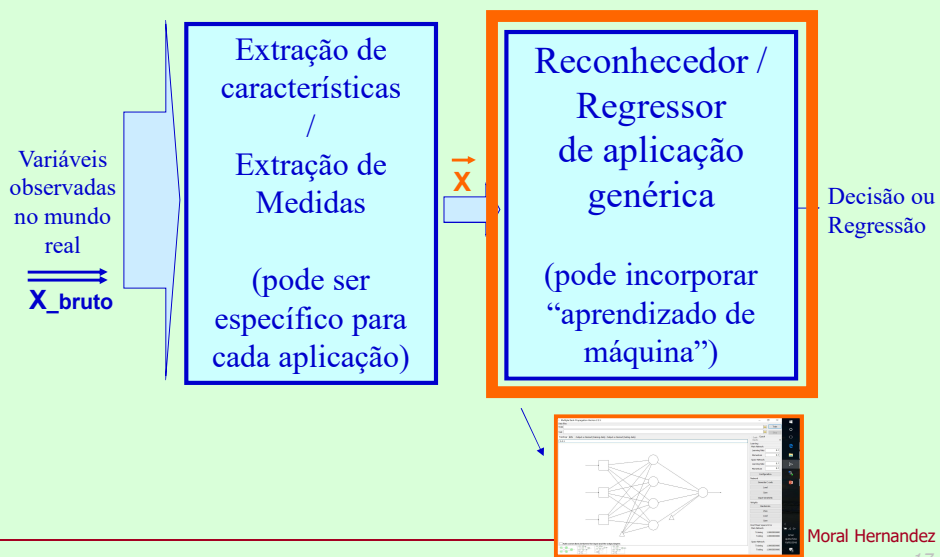 Extração de
características
/
Extração de
Medidas
(pode ser
específico para
cada aplicação)
Reconhecedor /
Regressor
de aplicação
genérica
(pode incorporar
“aprendizado de
máquina”)
Variáveis
observadas
no mundo
real
X_bruto
X
Decisão ou
Regressão
Moral Hernandez